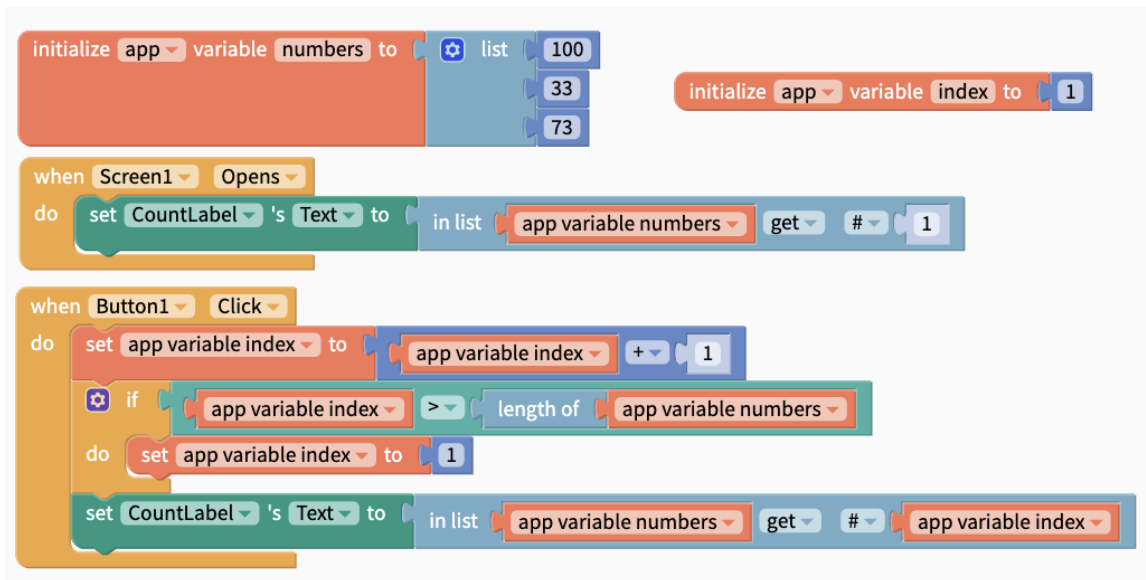 initialize app variable numbers to list 100
33
73
initialize app variable index to 1
when Screen1 Opens
do set CountLabel 's Text to in list app variable numbers get # 1
when Button1 Click
do set app variable index to app variable index + 1
if app variable index > length of app variable numbers
do set app variable index to 1
set CountLabel 's Text to in list app variable numbers get # app variable index